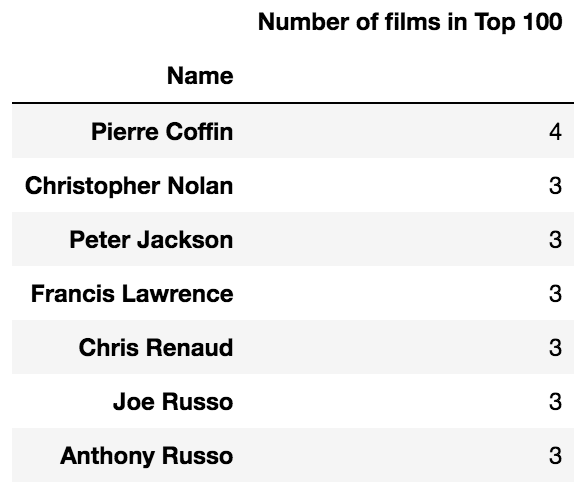 Number of films in Top 100
Name
Pierre Coffin 4
Christopher Nolan 3
Peter Jackson 3
Francis Lawrence 3
Chris Renaud 3
Joe Russo 3
Anthony Russo 3